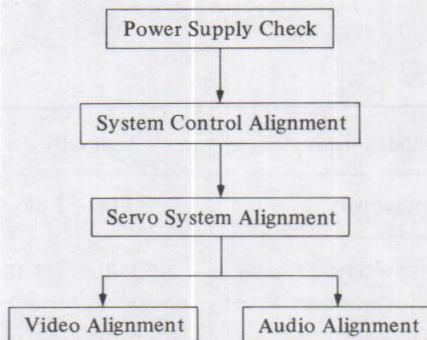 Power Supply Check
System Control Alignment
Servo System Alignment
Video Alignment
Audio Alignment